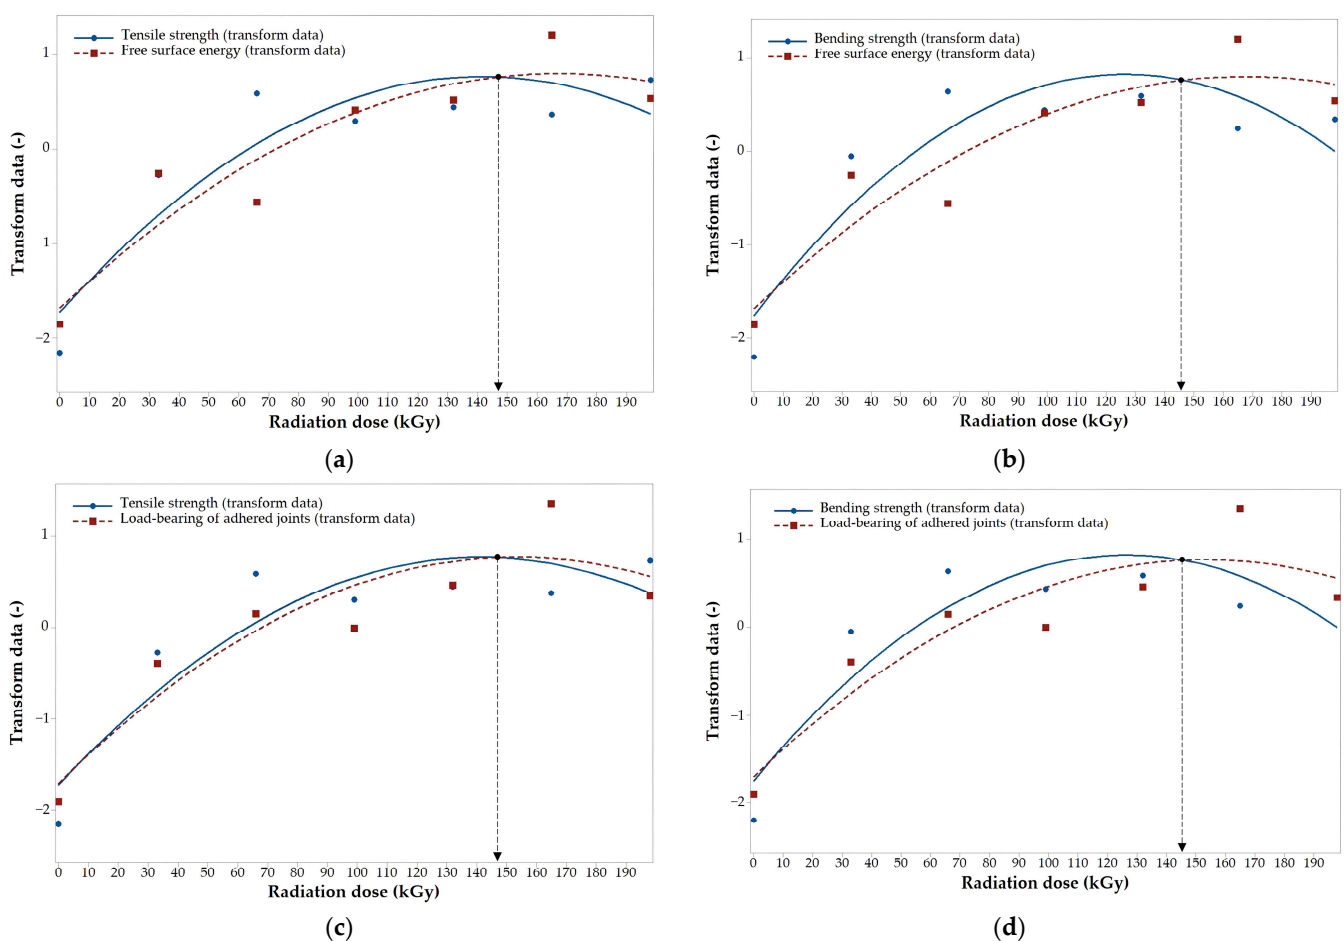 Tensile strength (transform data)
Free surface energy (transform data)
1
0
1
−2
Transform data (-)
0 10 20 30 40 50 60 70 80 90 100 110 120 130 140 150 160 170 180 190
Radiation dose (kGy)
(a)
Bending strength (transform data)
Free surface energy (transform data)
1
0
−1
−2
Transform data (-)
0 10 20 30 40 50 60 70 80 90 100 110 120 130 140 150 160 170 180 190
Radiation dose (kGy)
(b)
Tensile strength (transform data)
Load-bearing of adhered joints (transform data)
1
0
−1
−2
Transform data (-)
0 10 20 30 40 50 60 70 80 90 100 110 120 130 140 150 160 170 180 190
Radiation dose (kGy)
(c)
Bending strength (transform data)
Load-bearing of adhered joints (transform data)
1
0
−1
−2
Transform data (-)
0 10 20 30 40 50 60 70 80 90 100 110 120 130 140 150 160 170 180 190
Radiation dose (kGy)
(d)